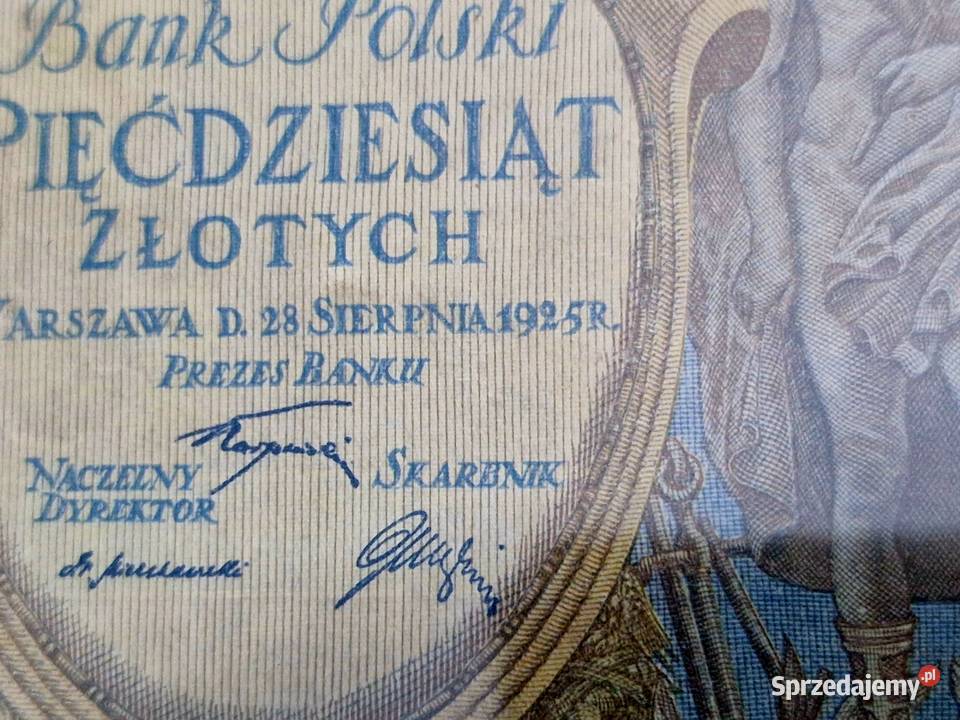 Bank Polski
PIĘĆDZIESIĄT
ZŁOTYCH
WARSZAWA D. 28 SIERPNIA 1925 R.
PREZES BANKU
NACZELNY
DYREKTOR
SKARBNIK
Sprzedajemy.pl